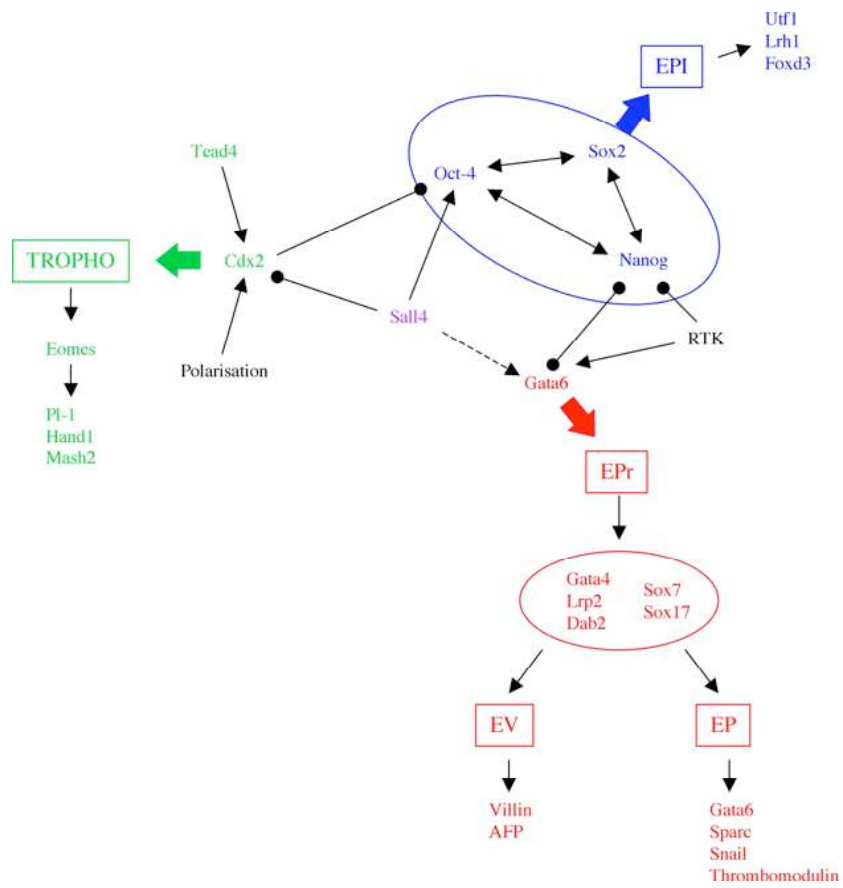 Utf1
Lrh1
Foxd3
EPI
Tead4
Sox2
Oct-4
TROPHO
Cdx2
Nanog
Sall4
RTK
Eomes
Polarisation
Gata6
Pl-1
Hand1
Mash2
EPr
Gata4
Lrp2
Dab2
Sox7
Sox17
EV
EP
Villin
AFP
Gata6
Sparc
Snail
Thrombomodulin